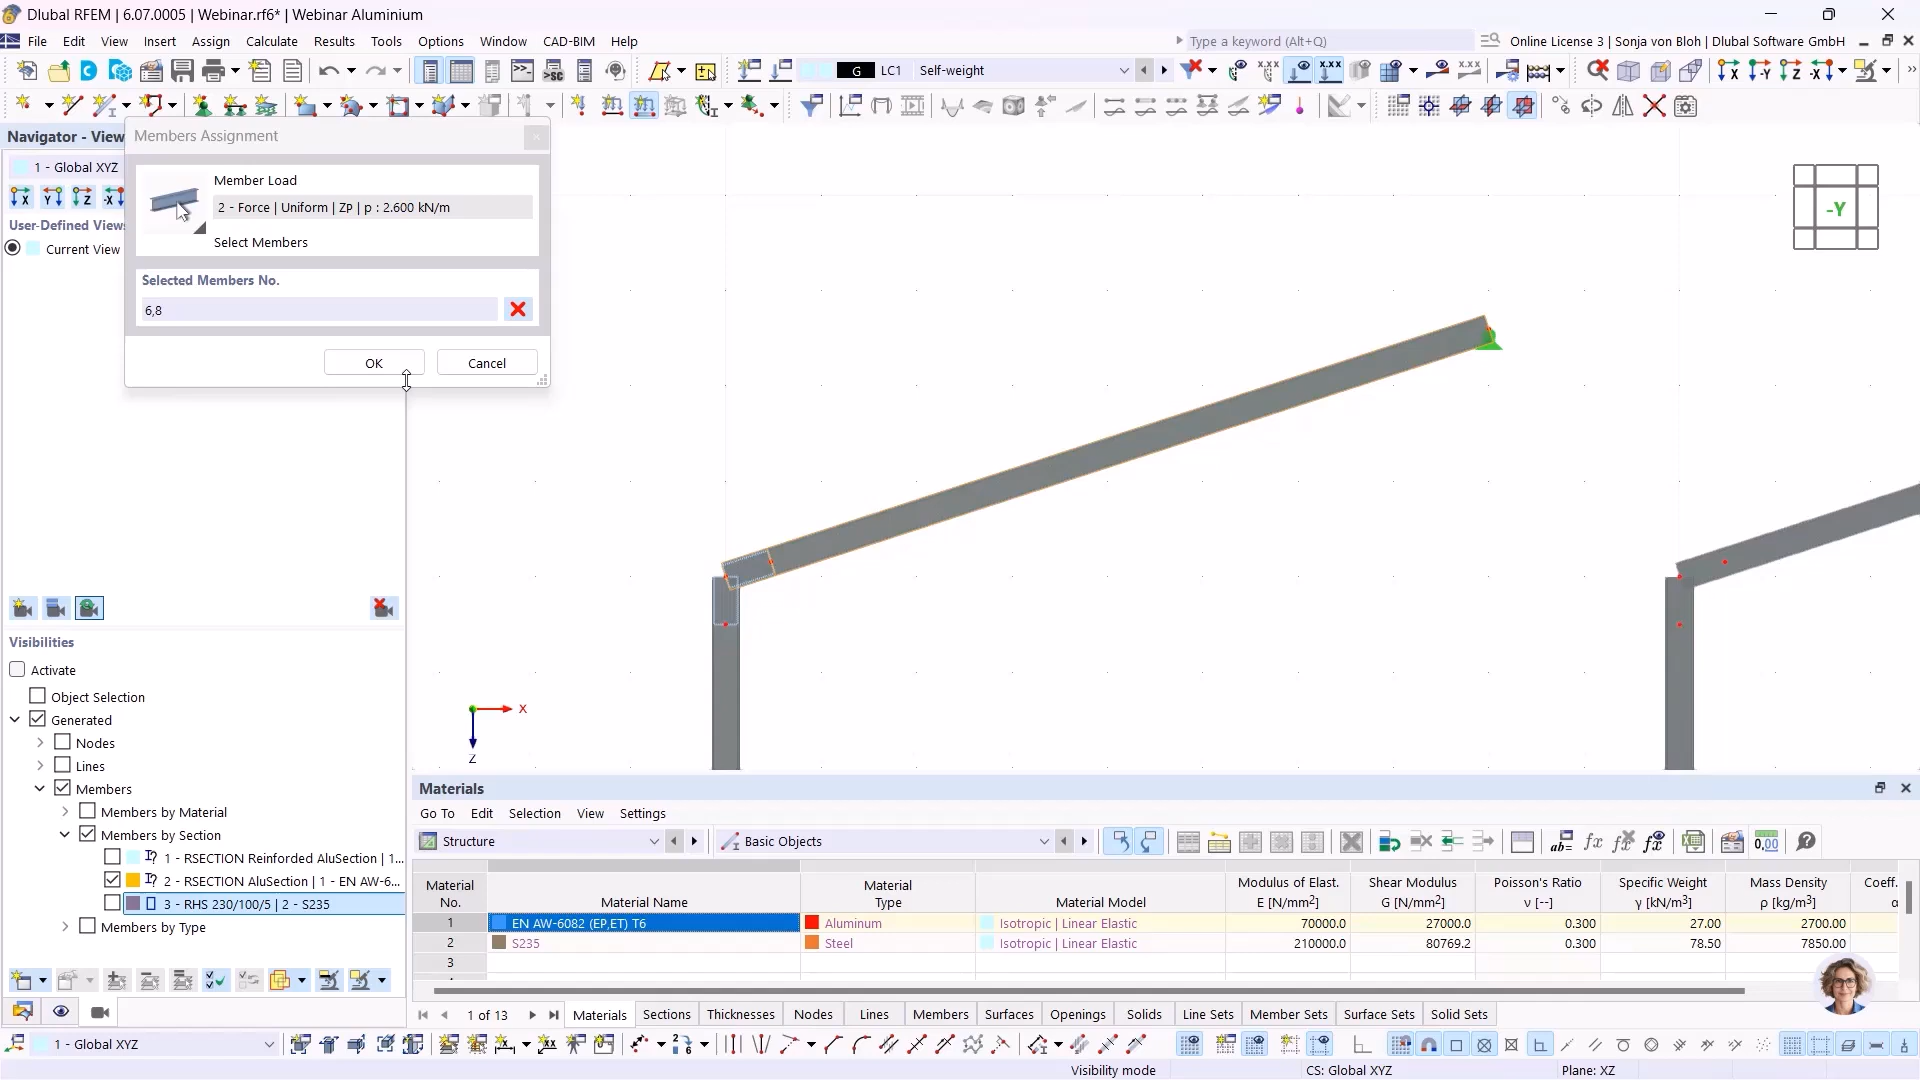 Dlubal RFEM | 6.07.0005 | Webinar.rf6* | Webinar Aluminium
File Edit View Insert Assign Calculate Results Tools Options Window CAD-BIM Help
Type a keyword (Alt+Q)
Online License 3 | Sonja von Bloh | Dlubal Software GmbH
G LC1 Self-weight
Navigator - View
1 - Global XYZ
User-Defined View
Current View
Members Assignment
Member Load
2 - Force | Uniform | ZP | p : 2.600 kN/m
Select Members
Selected Members No.
6,8
OK Cancel
-Y
X
Z
Visibilities
Activate
Object Selection
Generated
Nodes
Lines
Members
Members by Material
Members by Section
1 - RSECTION Reinforded AluSection | 1...
2 - RSECTION AluSection | 1 - EN AW-6...
3 - RHS 230/100/5 | 2 - S235
Members by Type
1 - Global XYZ
Materials
Go To Edit Selection View Settings
Structure Basic Objects
Material No. Material Name Material Type Material Model Modulus of Elast. E [N/mm²] Shear Modulus G [N/mm²] Poisson's Ratio ν [--] Specific Weight γ [kN/m³] Mass Density ρ [kg/m³] Coeff. α
1 EN AW-6082 (EP,ET) T6 Aluminum Isotropic | Linear Elastic 70000.0 27000.0 0.300 27.00 2700.00
2 S235 Steel Isotropic | Linear Elastic 210000.0 80769.2 0.300 78.50 7850.00
3
1 of 13 Materials Sections Thicknesses Nodes Lines Members Surfaces Openings Solids Line Sets Member Sets Surface Sets Solid Sets
Visibility mode CS: Global XYZ Plane: XZ